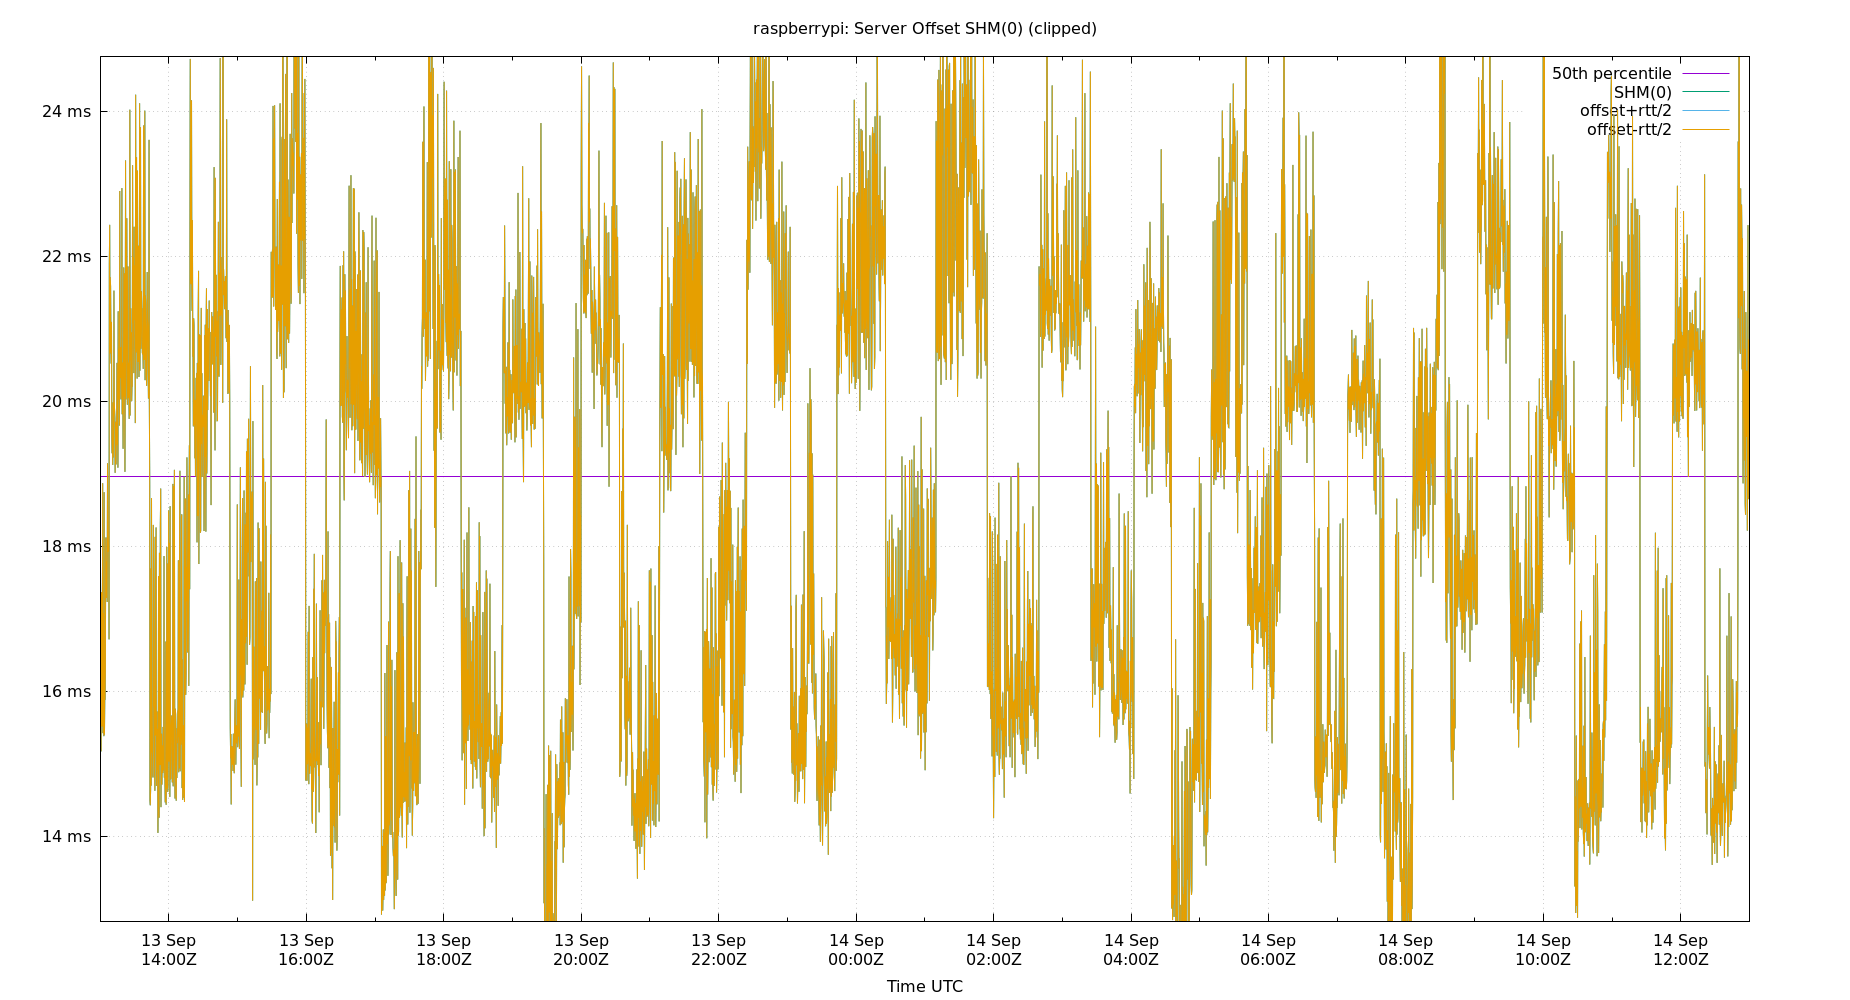 raspberrypi: Server Offset SHM(0) (clipped)
50th percentile
SHM(0)
offset+rtt/2
offset-rtt/2
24 ms
22 ms
20 ms
18 ms
16 ms
14 ms
13 Sep 13 Sep 13 Sep 13 Sep 13 Sep 14 Sep 14 Sep 14 Sep 14 Sep 14 Sep 14 Sep 14 Sep
14:00Z 16:00Z 18:00Z 20:00Z 22:00Z 00:00Z 02:00Z 04:00Z 06:00Z 08:00Z 10:00Z 12:00Z
Time UTC